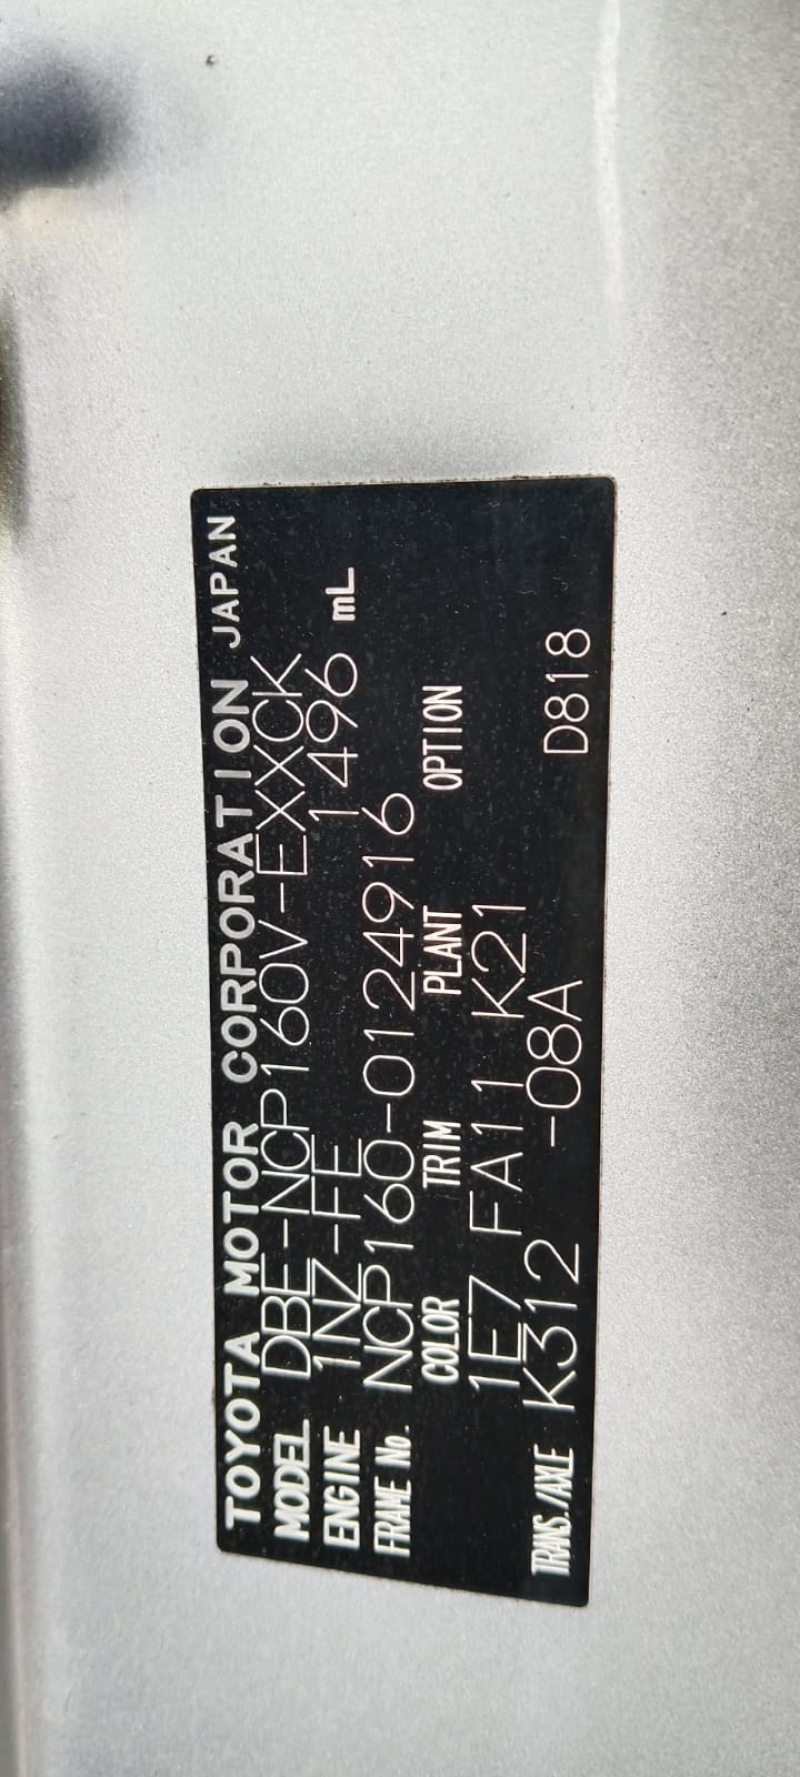 TOYOTA MOTOR CORPORATION JAPAN
MODEL DBE-NCP160V-EXXCK
ENGINE 1NZ-FE 1496 mL
FRAME No. NCP160-0124916
COLOR TRIM PLANT OPTION
1E7 FA11 K21
TRANS./AXLE K312 -08A D818